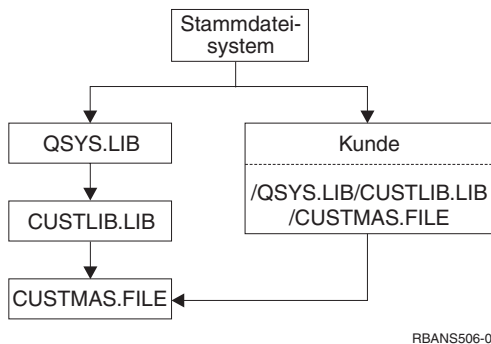 Stammdatei-
system
QSYS.LIB
CUSTLIB.LIB
CUSTMAS.FILE
Kunde
/QSYS.LIB/CUSTLIB.LIB
/CUSTMAS.FILE
RBANS506-0